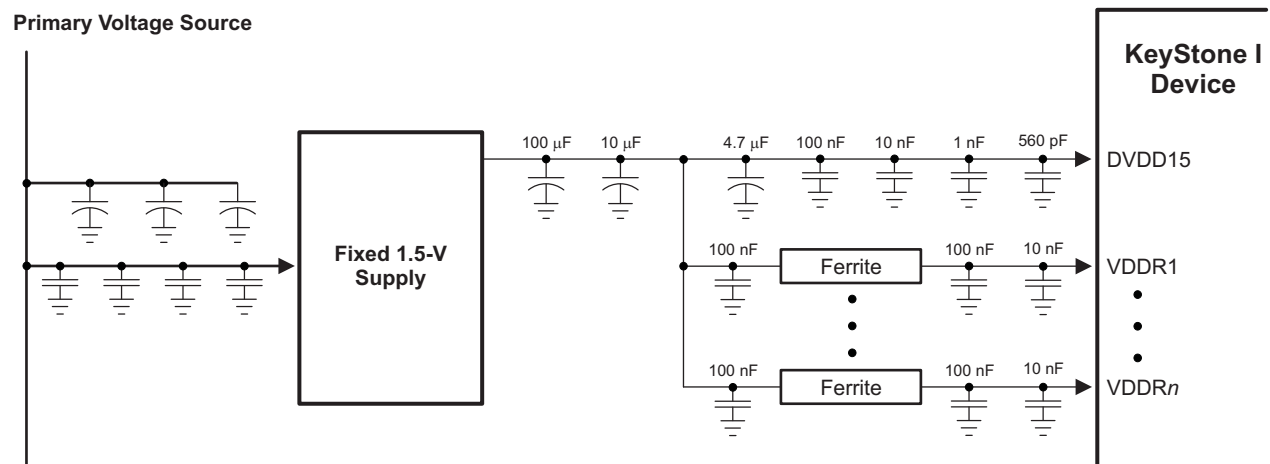 Primary Voltage Source
KeyStone I
Device
100 μF
10 μF
4.7 μF
100 nF
10 nF
1 nF
560 pF
DVDD15
Fixed 1.5-V
Supply
100 nF
Ferrite
100 nF
10 nF
VDDR1
100 nF
Ferrite
100 nF
10 nF
VDDRn